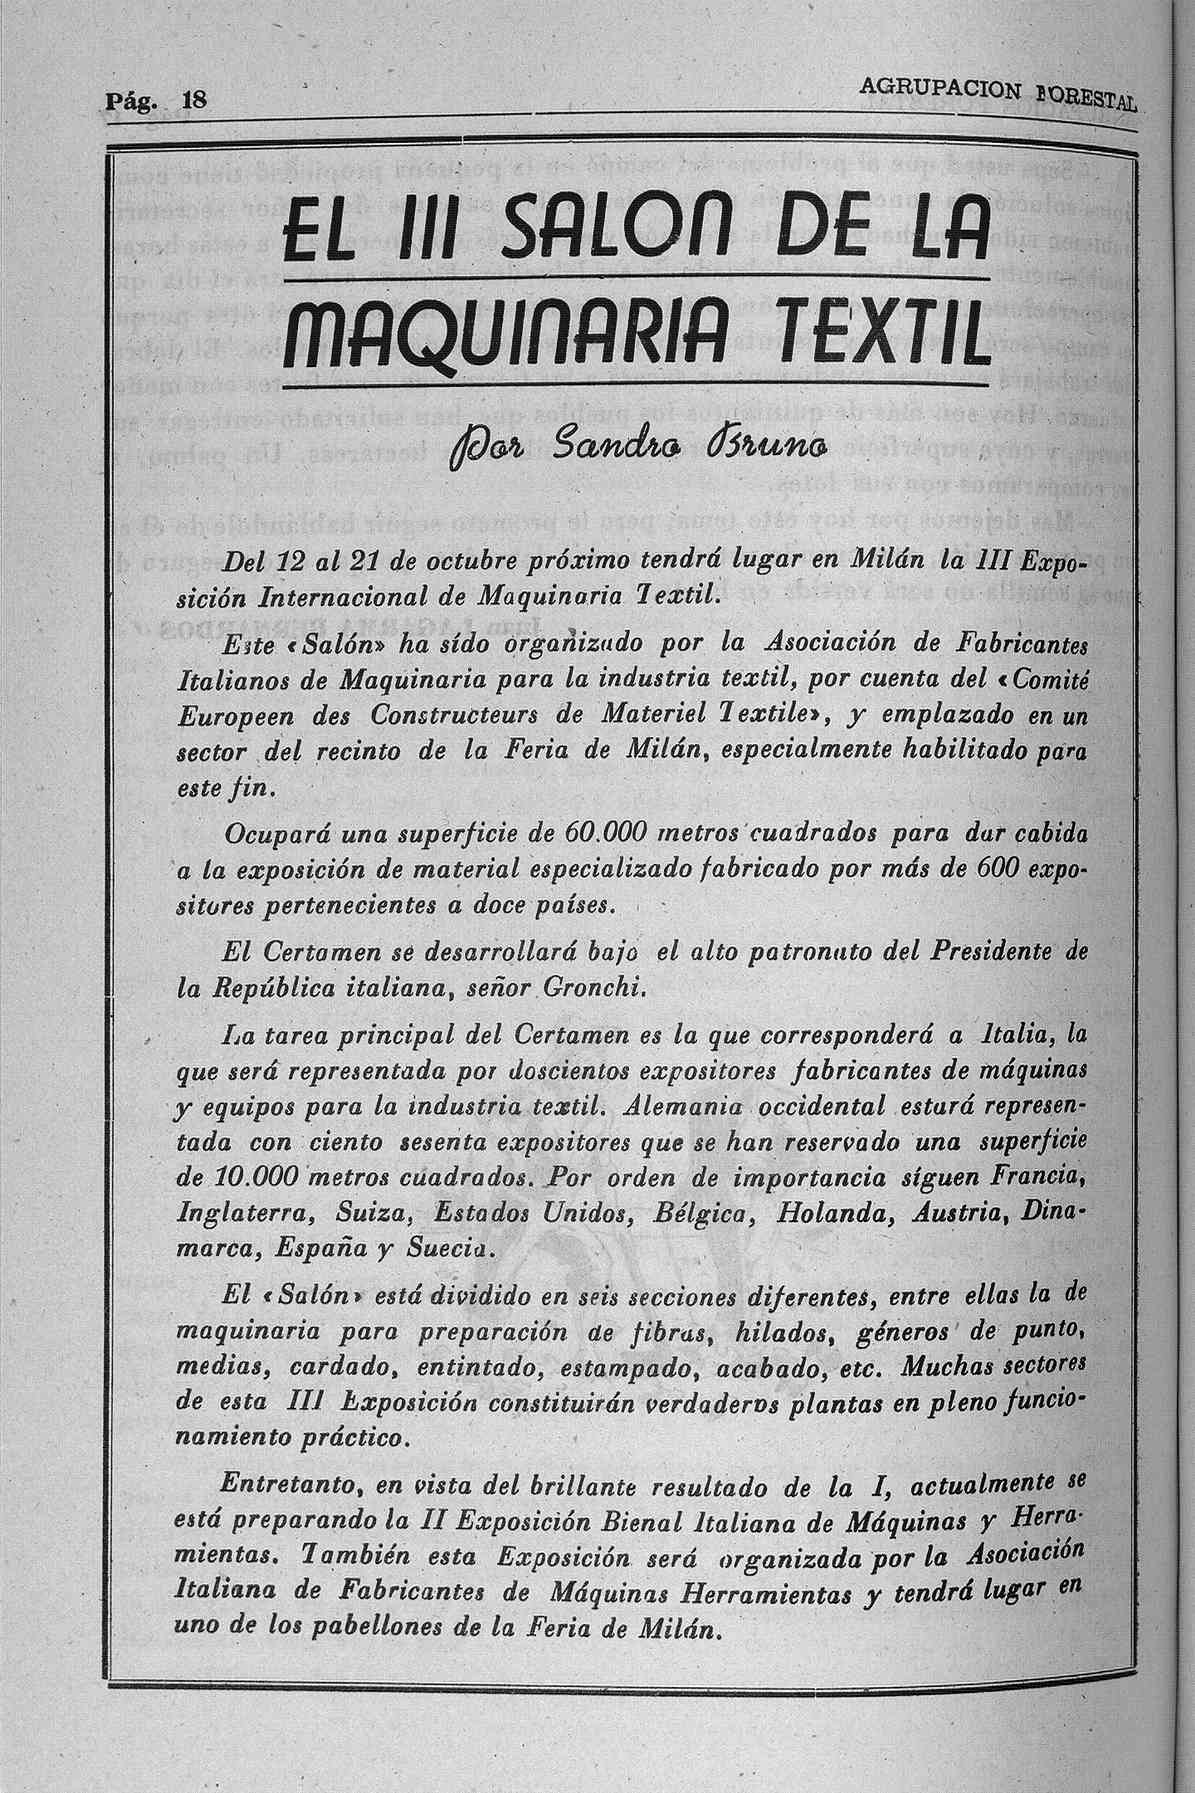 Pág. 18
AGRUPACION FORESTAL
EL III SALON DE LA
MAQUINARIA TEXTIL
Por Sandro Bruno
Del 12 al 21 de octubre próximo tendrá lugar en Milán la III Expo-
sición Internacional de Maquinaria Textil.
Este «Salón» ha sído organizado por la Asociación de Fabricantes
Italianos de Maquinaria para la industria textil, por cuenta del «Comité
Europeen des Constructeurs de Materiel Textile», y emplazado en un
sector del recinto de la Feria de Milán, especialmente habilitado para
este fin.
Ocupará una superficie de 60.000 metros cuadrados para dar cabida
a la exposición de material especializado fabricado por más de 600 expo-
sitores pertenecientes a doce países.
El Certamen se desarrollará bajo el alto patronato del Presidente de
la República italiana, señor Gronchi.
La tarea principal del Certamen es la que corresponderá a Italia, la
que será representada por doscientos expositores fabricantes de máquinas
y equipos para la industria textil. Alemania occidental estará represen-
tada con ciento sesenta expositores que se han reservado una superficie
de 10.000 metros cuadrados. Por orden de importancia síguen Francia,
Inglaterra, Suiza, Estados Unidos, Bélgica, Holanda, Austria, Dina-
marca, España y Suecia.
El «Salón» está dividido en seis secciones diferentes, entre ellas la de
maquinaria para preparación de fibras, hilados, géneros de punto,
medias, cardado, entintado, estampado, acabado, etc. Muchas sectores
de esta III Exposición constituirán verdaderos plantas en pleno funcio-
namiento práctico.
Entretanto, en vista del brillante resultado de la I, actualmente se
está preparando la II Exposición Bienal Italiana de Máquinas y Herra-
mientas. También esta Exposición será organizada por la Asociación
Italiana de Fabricantes de Máquinas Herramientas y tendrá lugar en
uno de los pabellones de la Feria de Milán.